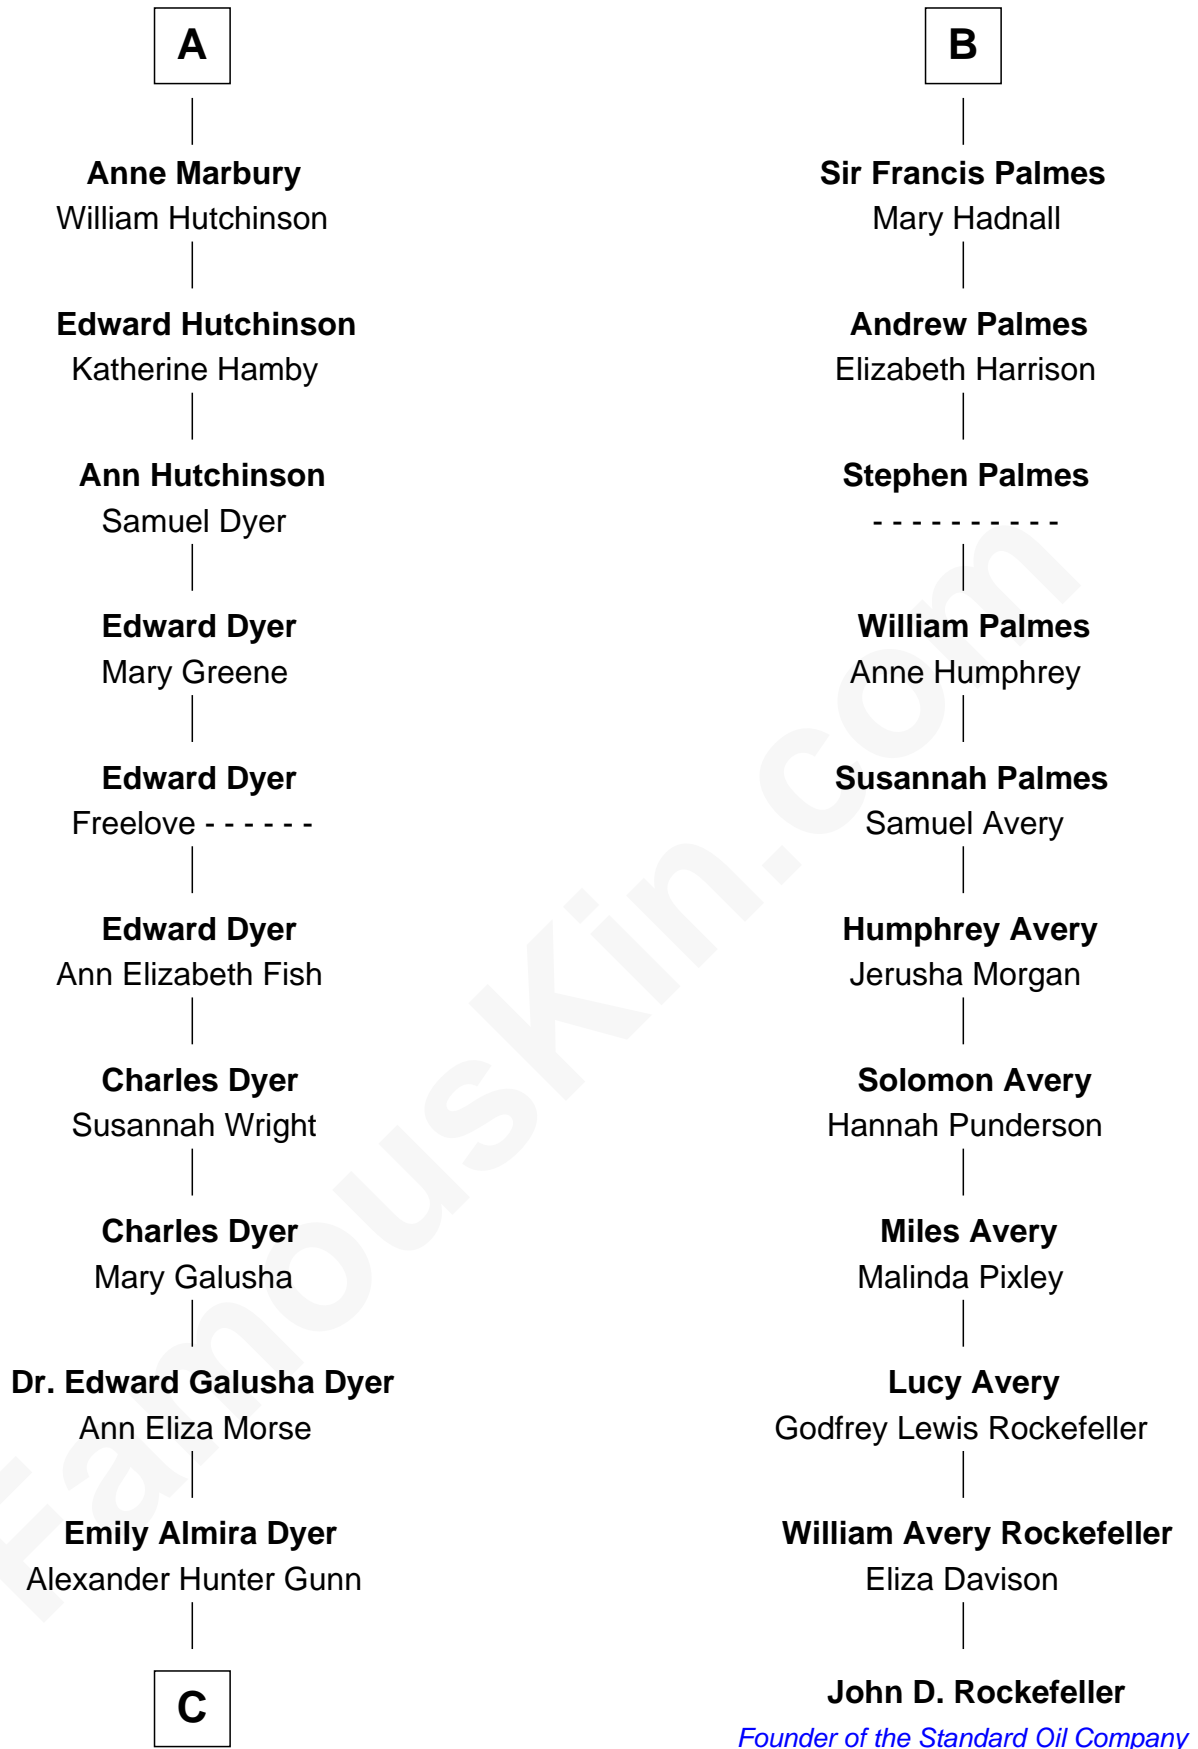 A
Anne Marbury
William Hutchinson
Edward Hutchinson
Katherine Hamby
Ann Hutchinson
Samuel Dyer
Edward Dyer
Mary Greene
Edward Dyer
Freelove - - - - - -
Edward Dyer
Ann Elizabeth Fish
Charles Dyer
Susannah Wright
Charles Dyer
Mary Galusha
Dr. Edward Galusha Dyer
Ann Eliza Morse
Emily Almira Dyer
Alexander Hunter Gunn
C
B
Sir Francis Palmes
Mary Hadnall
Andrew Palmes
Elizabeth Harrison
Stephen Palmes
- - - - - - - - - -
William Palmes
Anne Humphrey
Susannah Palmes
Samuel Avery
Humphrey Avery
Jerusha Morgan
Solomon Avery
Hannah Punderson
Miles Avery
Malinda Pixley
Lucy Avery
Godfrey Lewis Rockefeller
William Avery Rockefeller
Eliza Davison
John D. Rockefeller
Founder of the Standard Oil Company
FamousKin.com